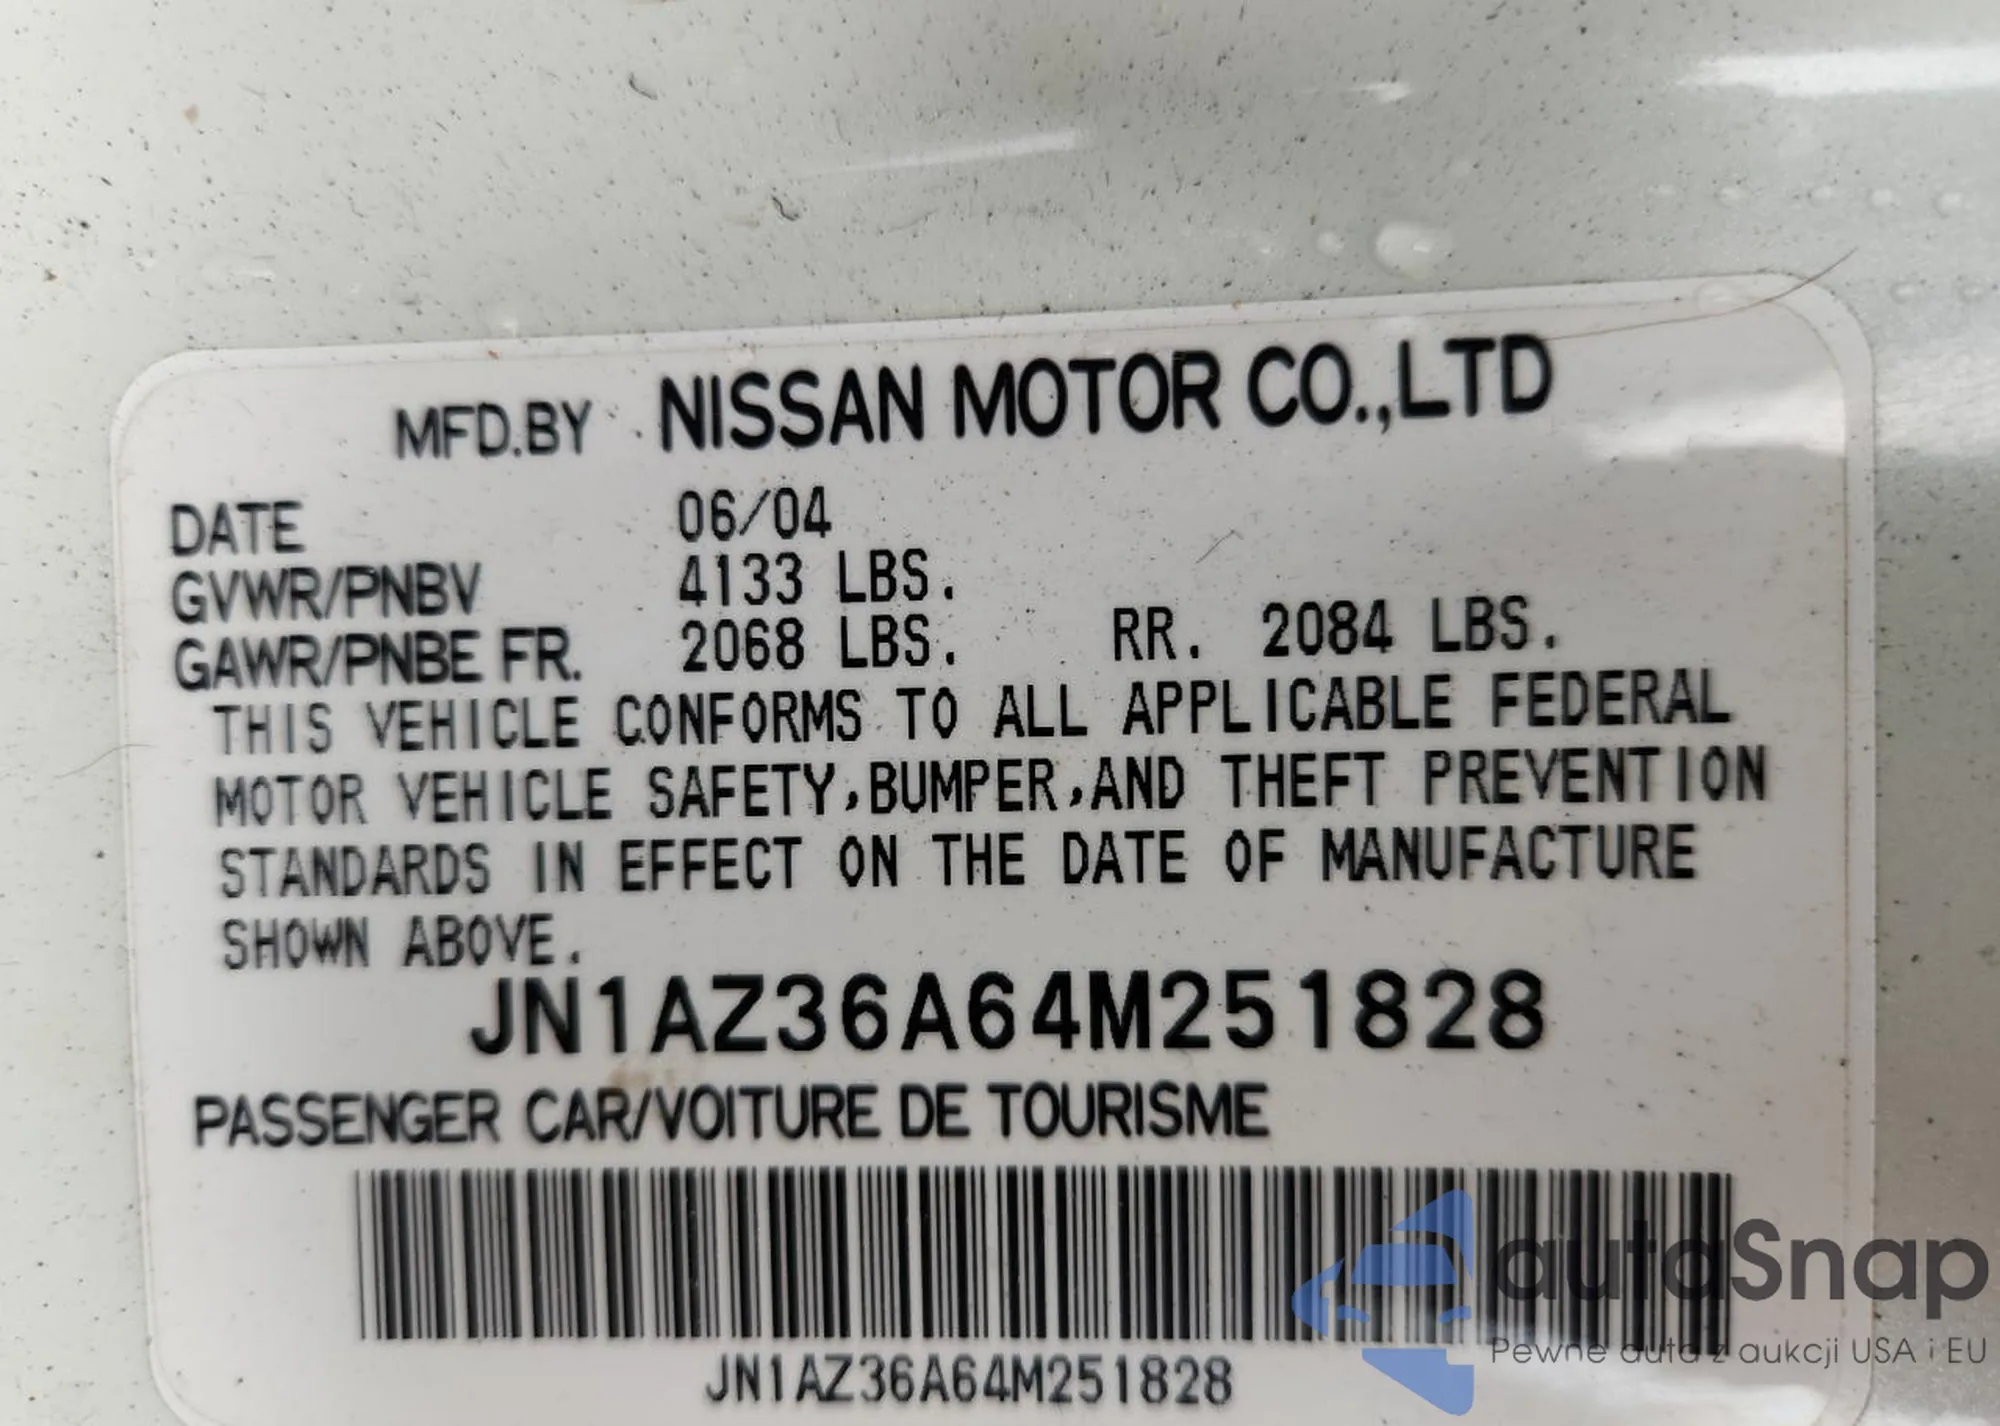 MFD.BY NISSAN MOTOR CO.,LTD
DATE 06/04
GVWR/PNBV 4133 LBS.
GAWR/PNBE FR. 2068 LBS. RR. 2084 LBS.
THIS VEHICLE CONFORMS TO ALL APPLICABLE FEDERAL
MOTOR VEHICLE SAFETY,BUMPER,AND THEFT PREVENTION
STANDARDS IN EFFECT ON THE DATE OF MANUFACTURE
SHOWN ABOVE.
JN1AZ36A64M251828
PASSENGER CAR/VOITURE DE TOURISME
JN1AZ36A64M251828
autaSnap
Pewne auta z aukcji USA i EU